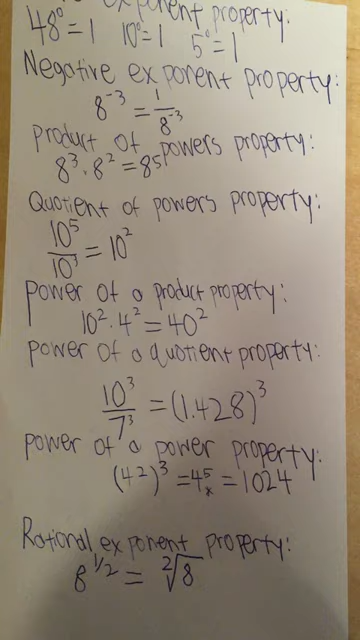 exponent property:
48⁰ = 1 10⁰ = 1 5⁰ = 1
Negative exponent property:
8⁻³ = 1/8⁻³
product of powers property:
8³ · 8² = 8⁵
Quotient of powers property:
10⁵/10³ = 10²
power of a product property:
10² · 4² = 40²
power of a quotient property:
10³/7³ = (1.428)³
power of a power property:
(42)³ = 4⁵ = 1024
Rational exponent property:
8^1/2 = ²√8